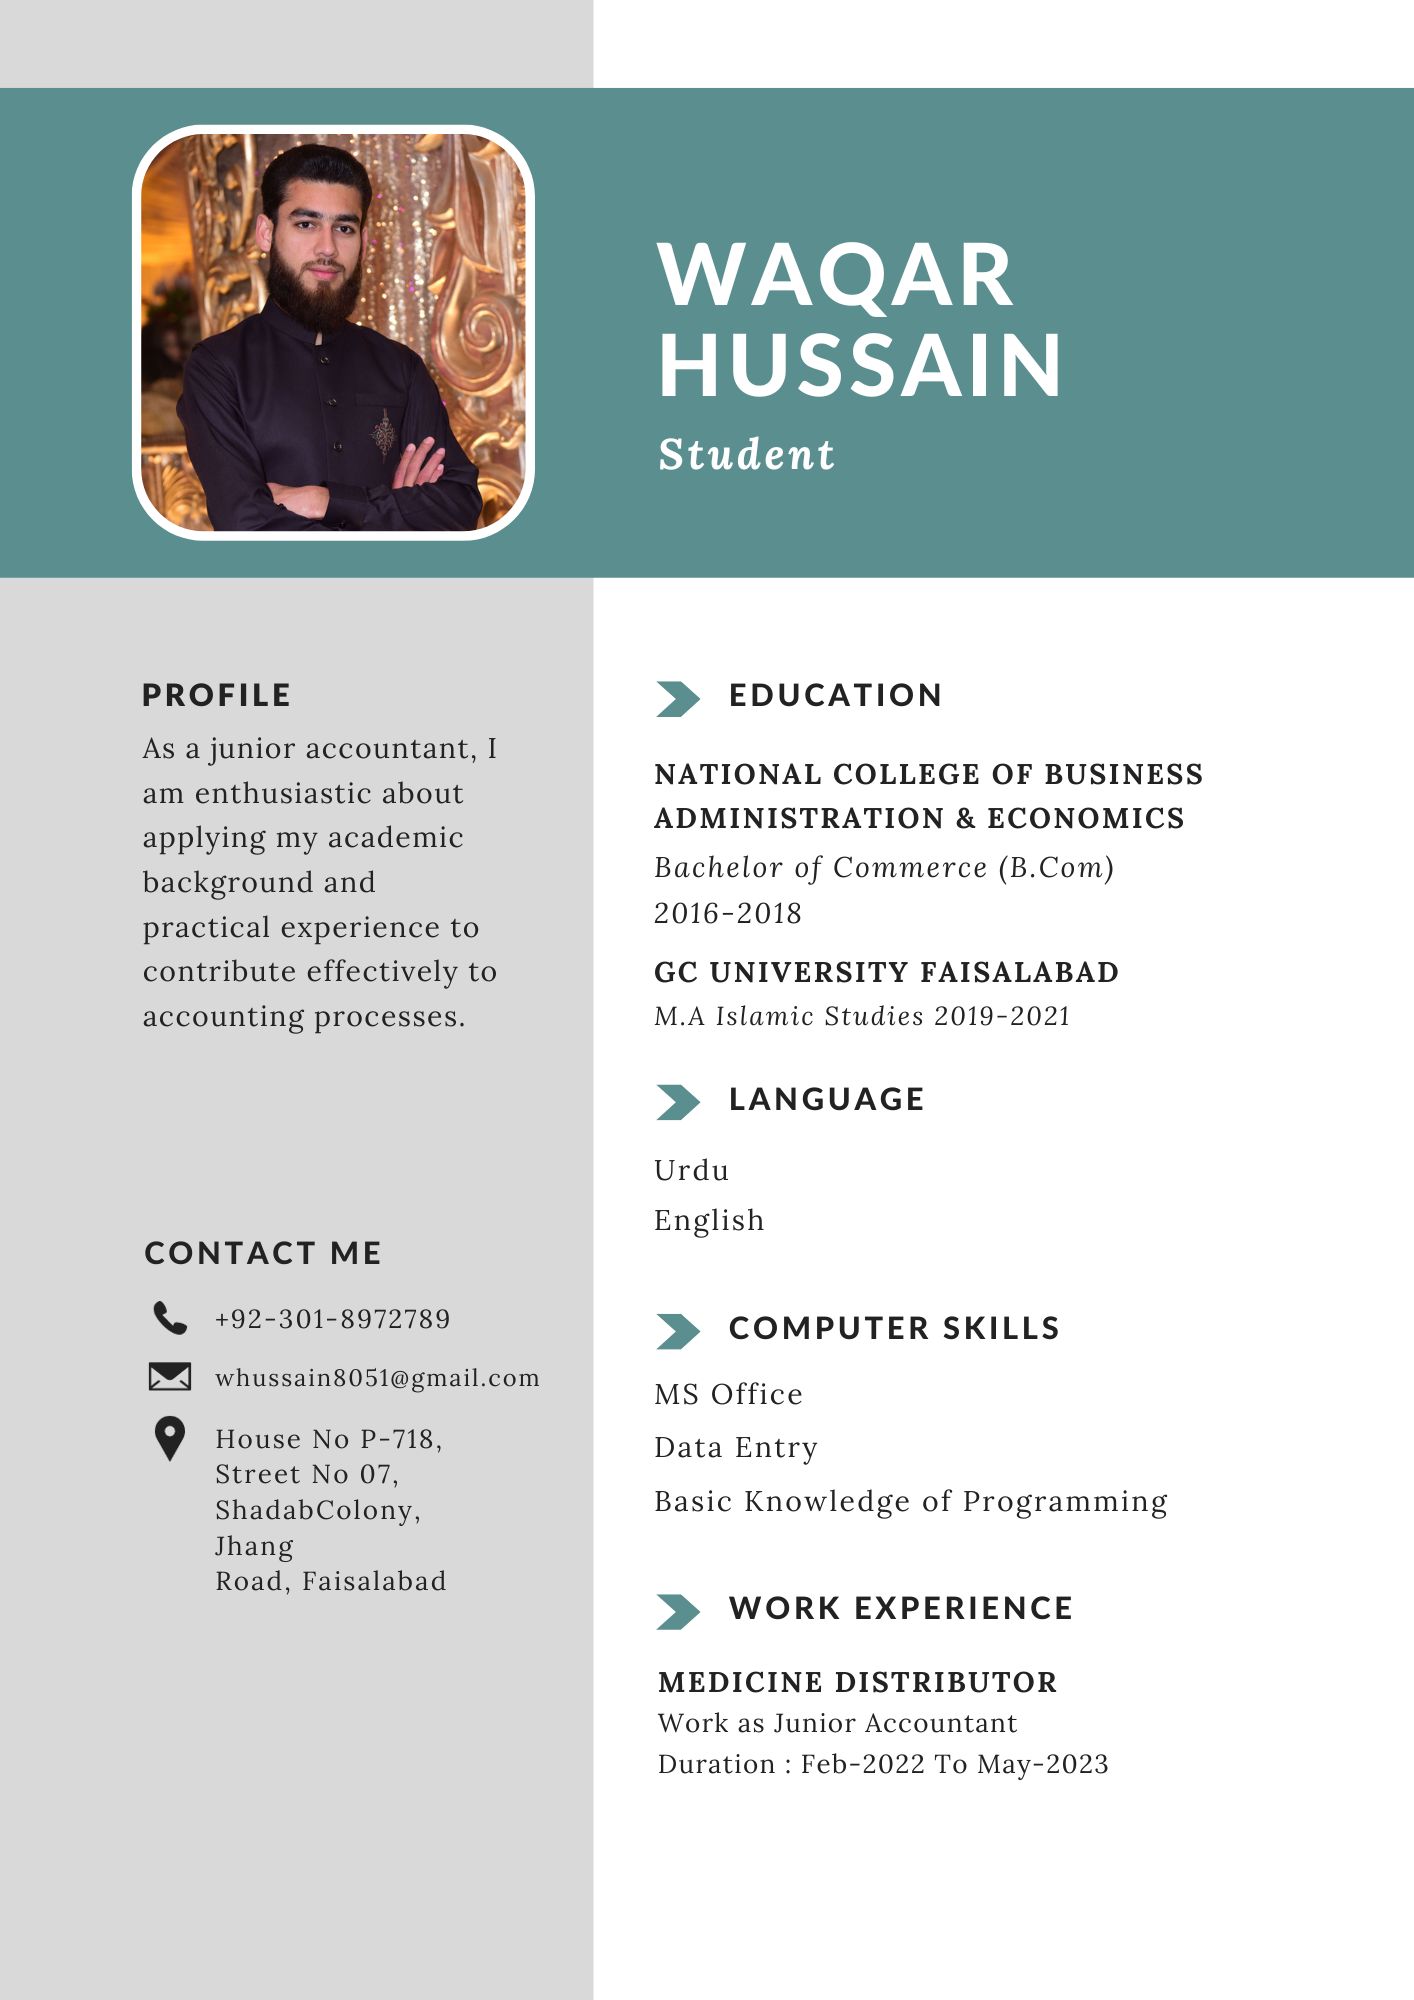 WAQAR
HUSSAIN
Student
PROFILE
As a junior accountant, I
am enthusiastic about
applying my academic
background and
practical experience to
contribute effectively to
accounting processes.
CONTACT ME
+92-301-8972789
whussain8051@gmail.com
House No P-718,
Street No 07,
ShadabColony,
Jhang
Road, Faisalabad
EDUCATION
NATIONAL COLLEGE OF BUSINESS
ADMINISTRATION & ECONOMICS
Bachelor of Commerce (B.Com)
2016-2018
GC UNIVERSITY FAISALABAD
M.A Islamic Studies 2019-2021
LANGUAGE
Urdu
English
COMPUTER SKILLS
MS Office
Data Entry
Basic Knowledge of Programming
WORK EXPERIENCE
MEDICINE DISTRIBUTOR
Work as Junior Accountant
Duration : Feb-2022 To May-2023